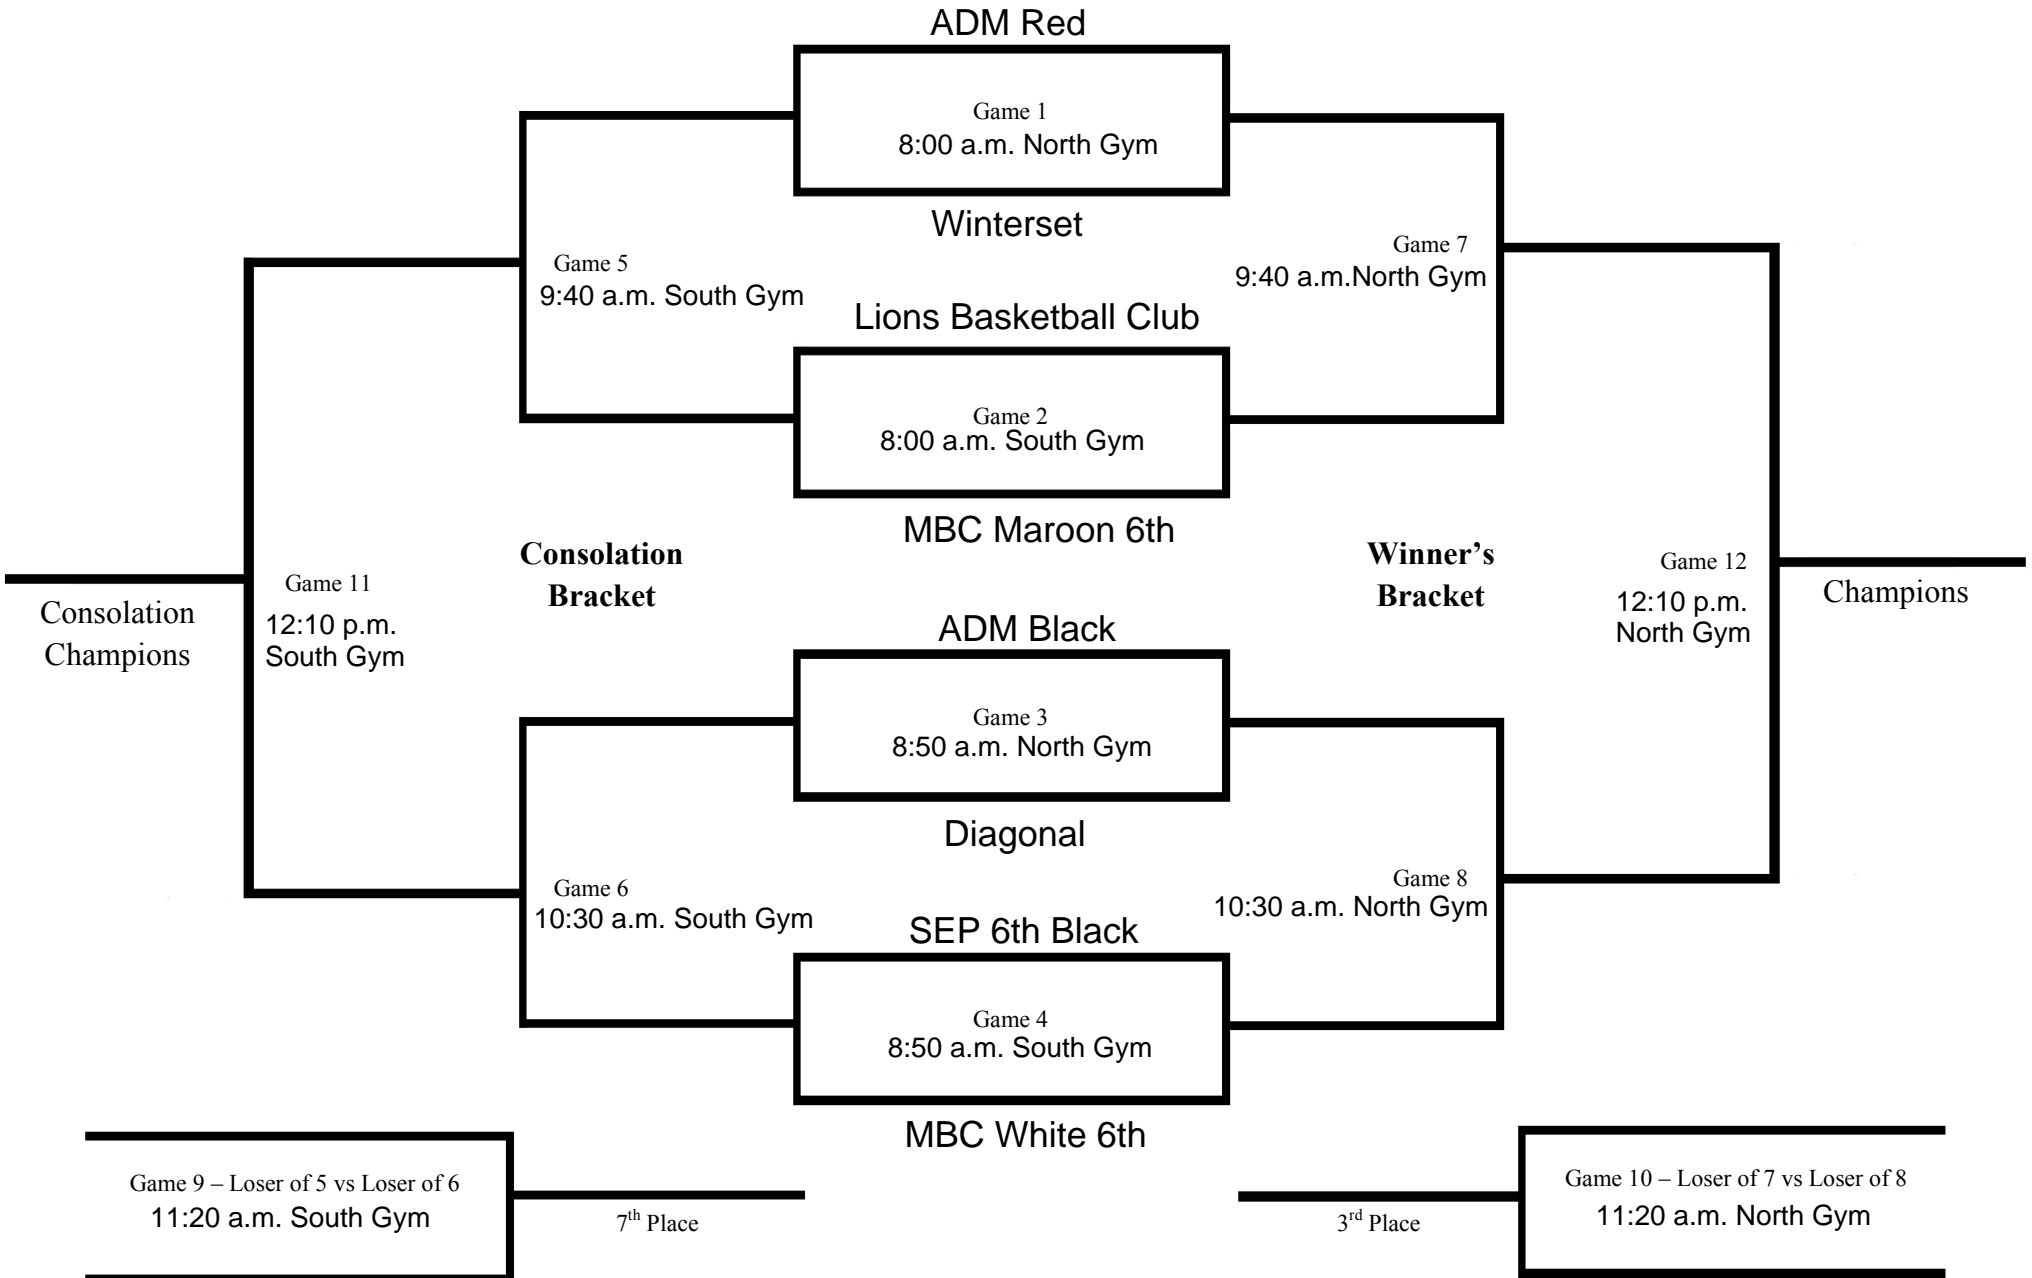 ADM Red
Game 1
8:00 a.m. North Gym
Winterset
Game 5
9:40 a.m. South Gym
Game 7
9:40 a.m.North Gym
Lions Basketball Club
Game 2
8:00 a.m. South Gym
MBC Maroon 6th
Consolation
Bracket
Winner’s
Bracket
Game 11
12:10 p.m.
South Gym
Consolation
Champions
Game 12
12:10 p.m.
North Gym
Champions
ADM Black
Game 3
8:50 a.m. North Gym
Diagonal
Game 6
10:30 a.m. South Gym
Game 8
10:30 a.m. North Gym
SEP 6th Black
Game 4
8:50 a.m. South Gym
MBC White 6th
Game 9 – Loser of 5 vs Loser of 6
11:20 a.m. South Gym
7th Place
3rd Place
Game 10 – Loser of 7 vs Loser of 8
11:20 a.m. North Gym